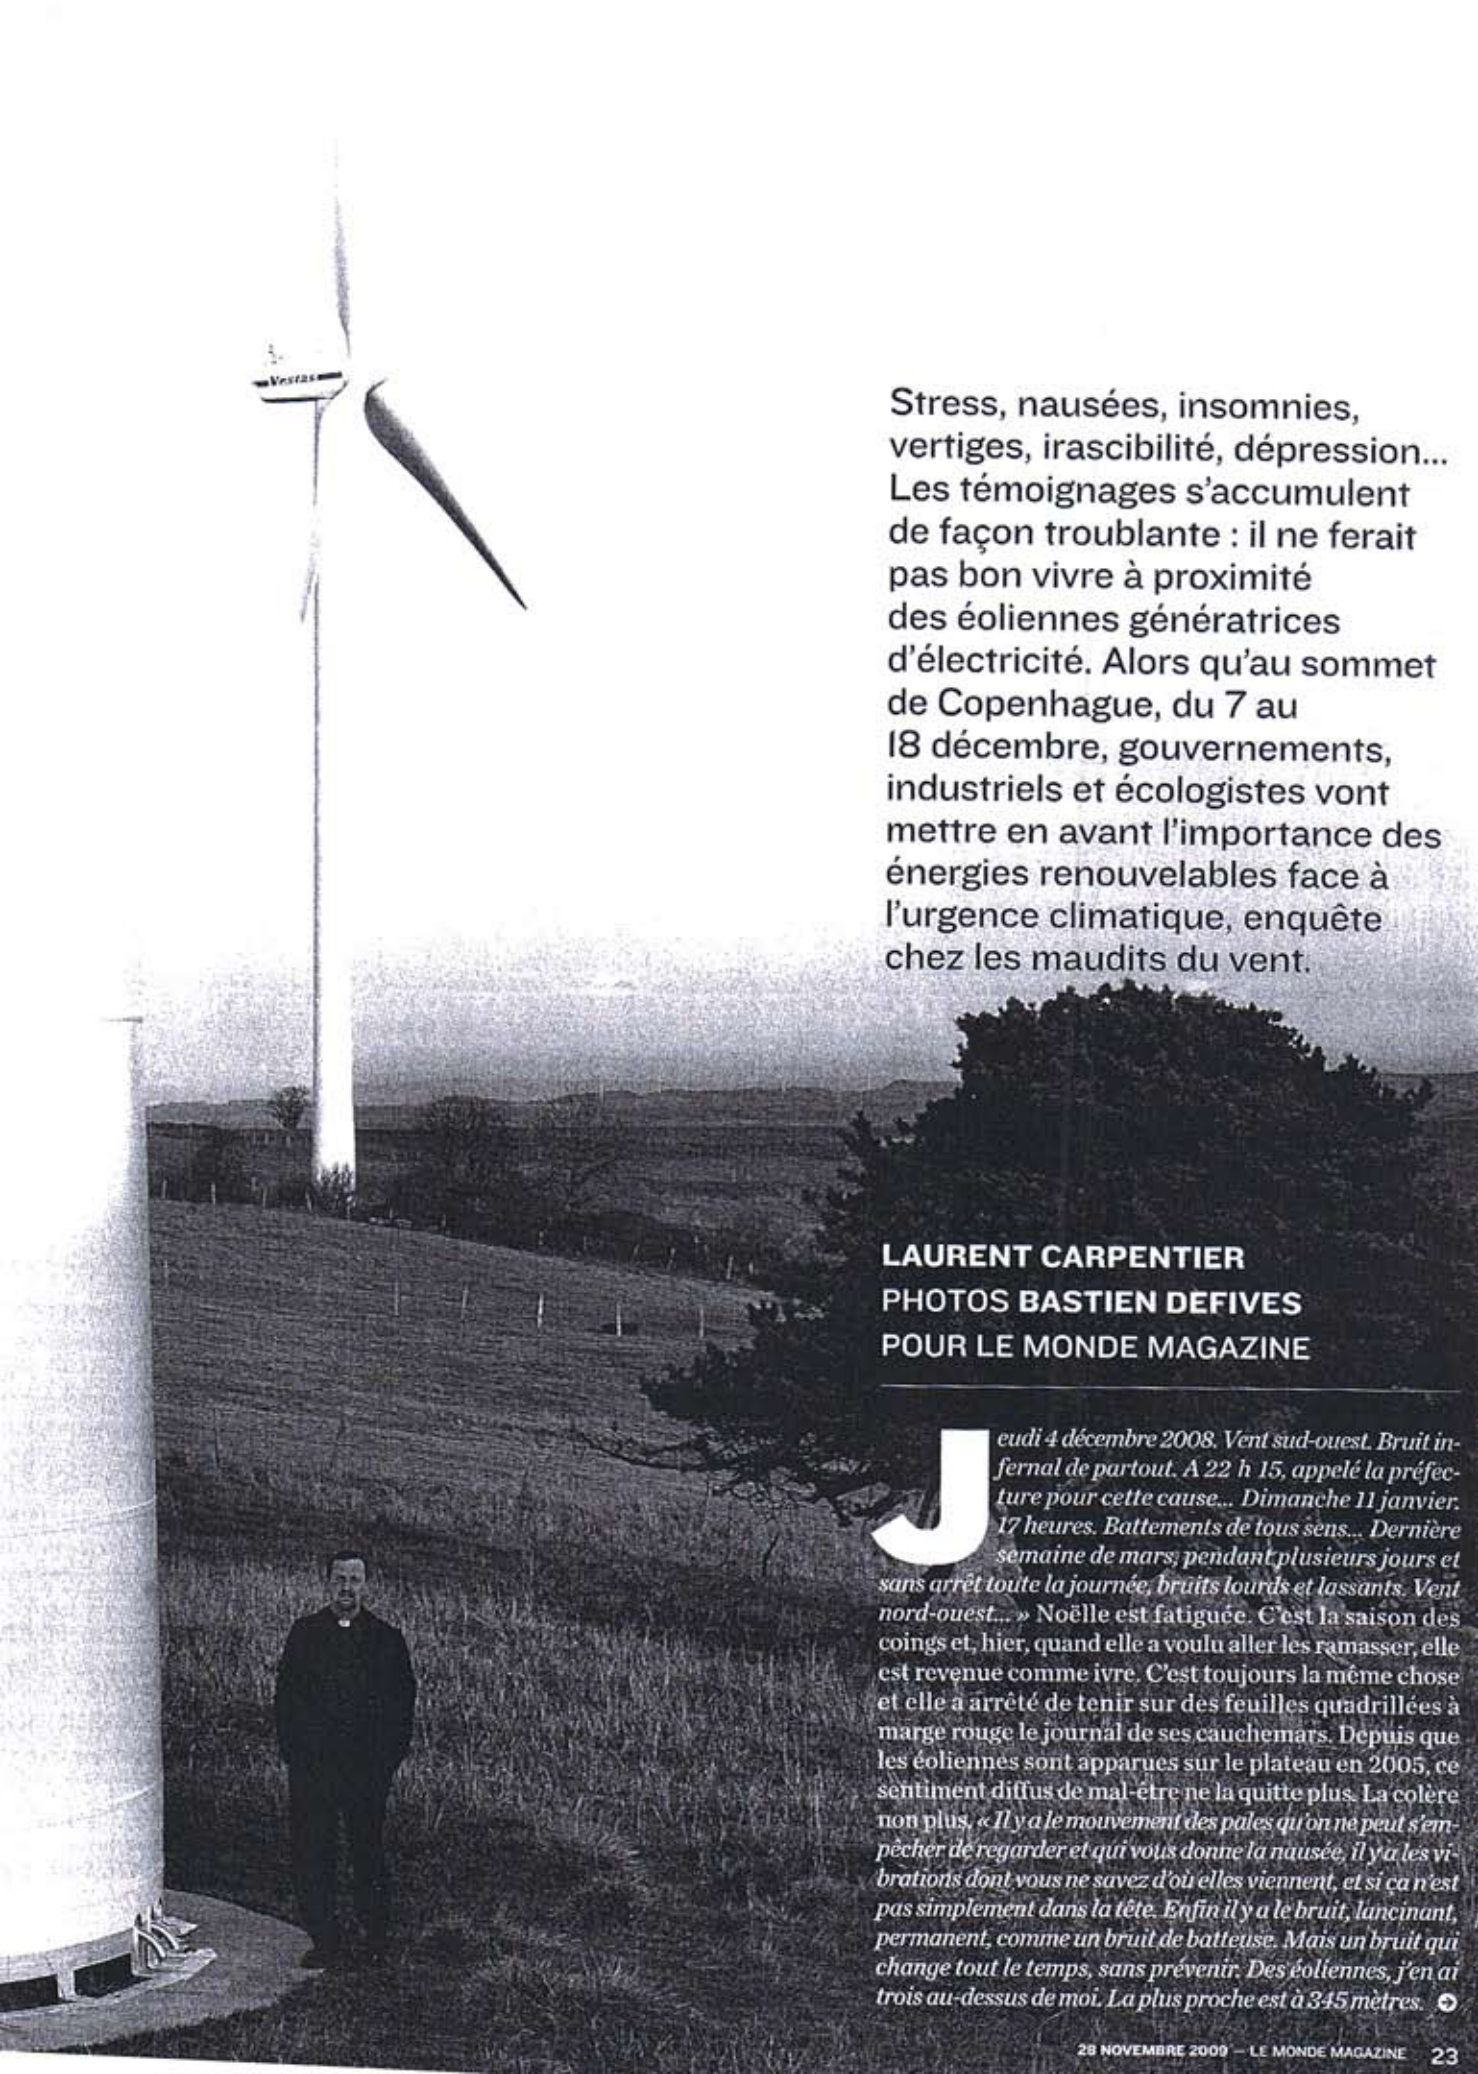 Vestas
Stress, nausées, insomnies,
vertiges, irascibilité, dépression...
Les témoignages s'accumulent
de façon troublante : il ne ferait
pas bon vivre à proximité
des éoliennes génératrices
d'électricité. Alors qu'au sommet
de Copenhague, du 7 au
18 décembre, gouvernements,
industriels et écologistes vont
mettre en avant l'importance des
énergies renouvelables face à
l'urgence climatique, enquête
chez les maudits du vent.
LAURENT CARPENTIER
PHOTOS BASTIEN DEFIVES
POUR LE MONDE MAGAZINE
Jeudi 4 décembre 2008. Vent sud-ouest. Bruit in-
fernal de partout. A 22 h 15, appelé la préfec-
ture pour cette cause... Dimanche 11 janvier.
17 heures. Battements de tous sens... Dernière
semaine de mars, pendant plusieurs jours et
sans arrêt toute la journée, bruits lourds et lassants. Vent
nord-ouest... » Noëlle est fatiguée. C'est la saison des
coings et, hier, quand elle a voulu aller les ramasser, elle
est revenue comme ivre. C'est toujours la même chose
et elle a arrêté de tenir sur des feuilles quadrillées à
marge rouge le journal de ses cauchemars. Depuis que
les éoliennes sont apparues sur le plateau en 2005, ce
sentiment diffus de mal-être ne la quitte plus. La colère
non plus. « Il y a le mouvement des pales qu'on ne peut s'em-
pêcher de regarder et qui vous donne la nausée, il y a les vi-
brations dont vous ne savez d'où elles viennent, et si ça n'est
pas simplement dans la tête. Enfin il y a le bruit, lancinant,
permanent, comme un bruit de batteuse. Mais un bruit qui
change tout le temps, sans prévenir. Des éoliennes, j'en ai
trois au-dessus de moi. La plus proche est à 345 mètres.
28 NOVEMBRE 2009 – LE MONDE MAGAZINE 23